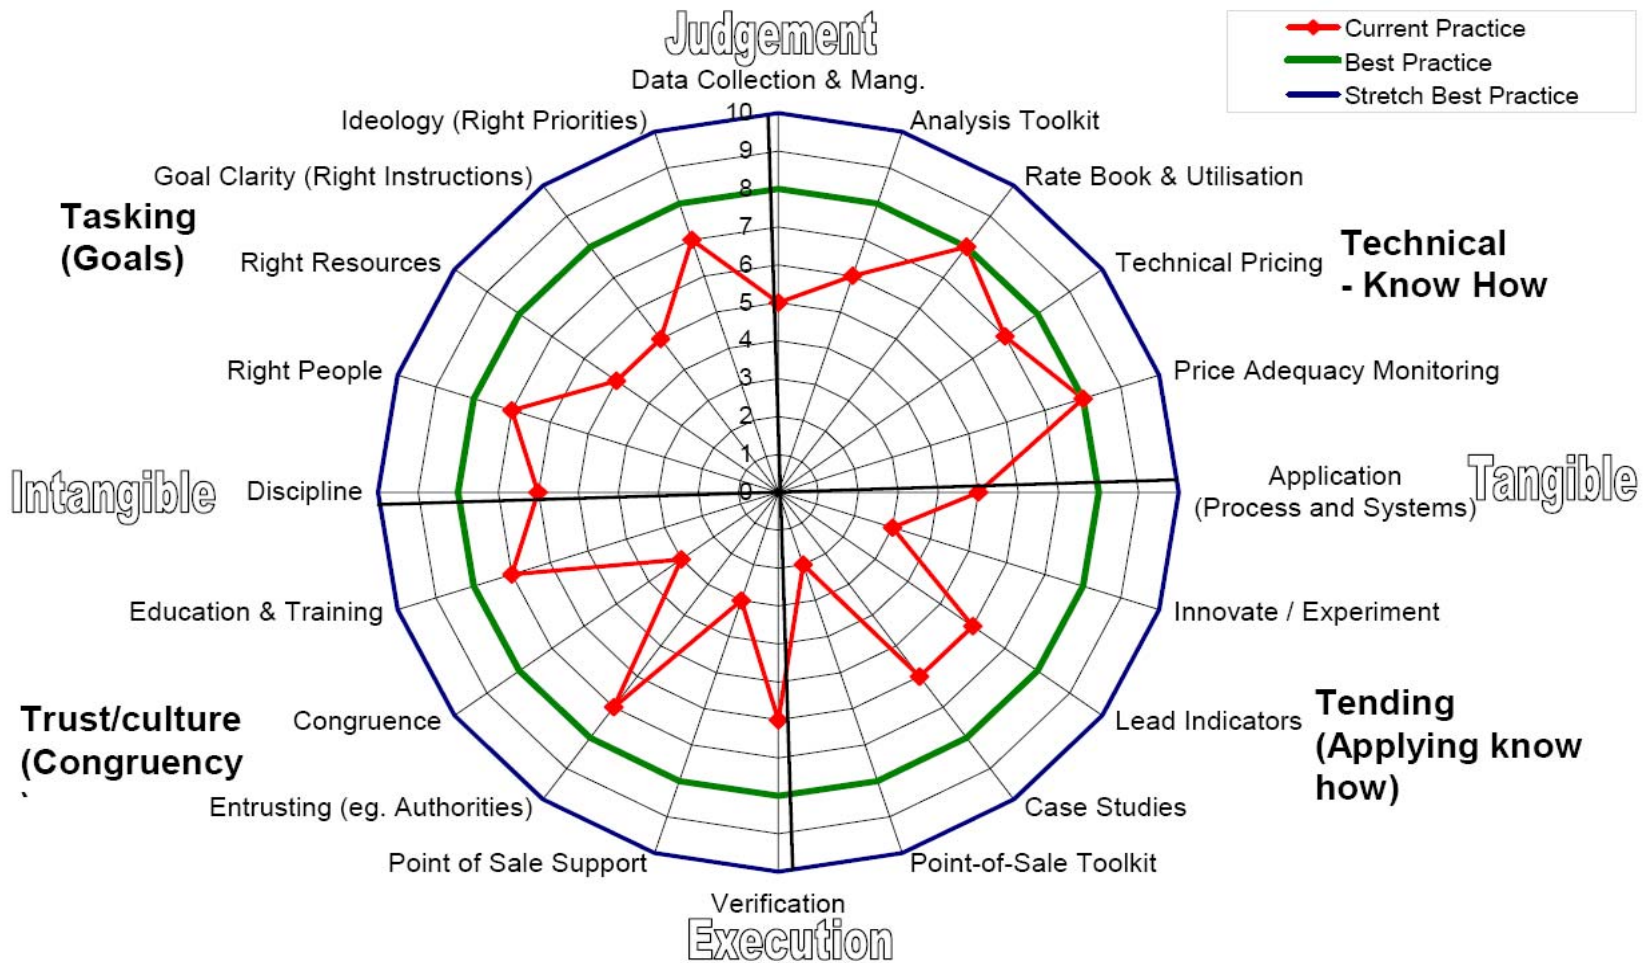 Judgement
Current Practice
Best Practice
Stretch Best Practice
Data Collection & Mang.
Ideology (Right Priorities)
Analysis Toolkit
Goal Clarity (Right Instructions)
Rate Book & Utilisation
Tasking
(Goals)
Right Resources
Technical Pricing
Technical
- Know How
Right People
Price Adequacy Monitoring
10
9
8
7
6
5
4
3
2
1
0
Intangible
Discipline
Application
(Process and Systems)
Tangible
Education & Training
Innovate / Experiment
Trust/culture
(Congruency
)
Congruence
Lead Indicators
Tending
(Applying know
how)
Entrusting (eg. Authorities)
Case Studies
Point of Sale Support
Point-of-Sale Toolkit
Verification
Execution